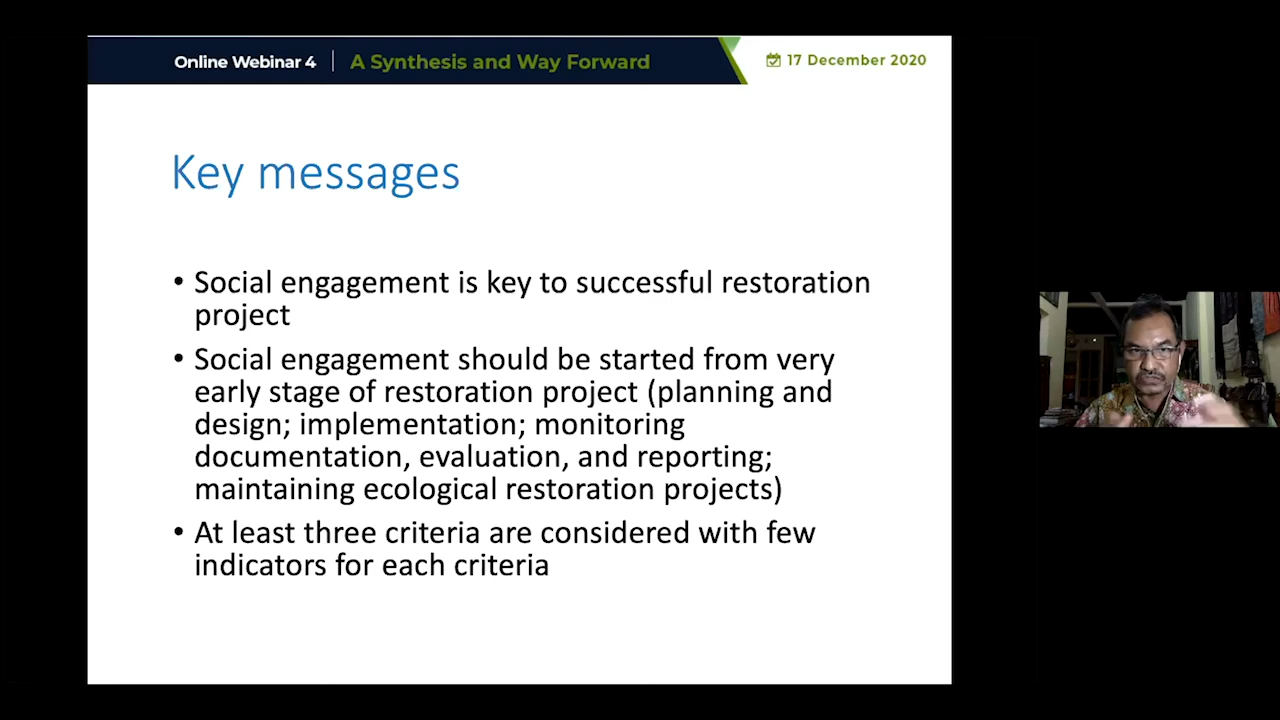 Online Webinar 4 | A Synthesis and Way Forward
17 December 2020
Key messages
• Social engagement is key to successful restoration
project
• Social engagement should be started from very
early stage of restoration project (planning and
design; implementation; monitoring
documentation, evaluation, and reporting;
maintaining ecological restoration projects)
• At least three criteria are considered with few
indicators for each criteria